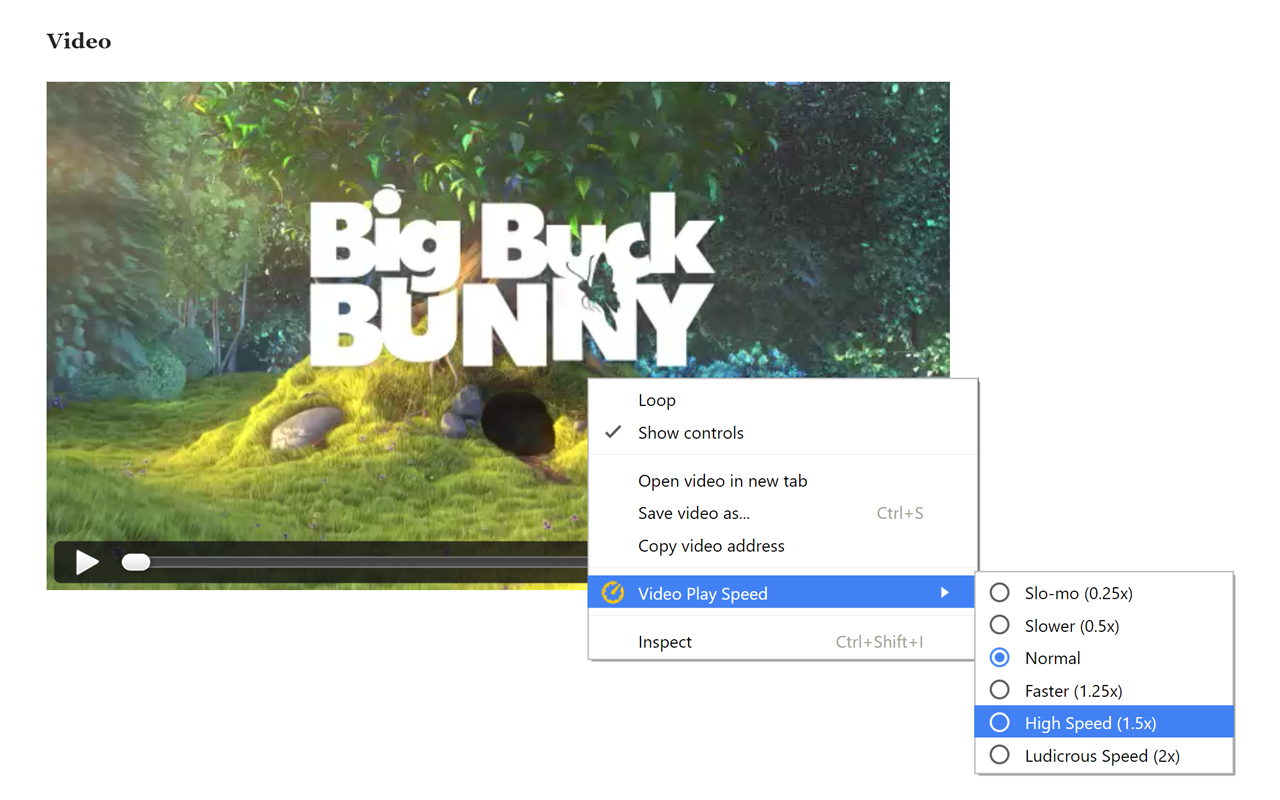 Video
Big Buck
BUNNY
Loop
Show controls
Open video in new tab
Save video as... Ctrl+S
Copy video address
Video Play Speed
Inspect Ctrl+Shift+I
Slo-mo (0.25x)
Slower (0.5x)
Normal
Faster (1.25x)
High Speed (1.5x)
Ludicrous Speed (2x)